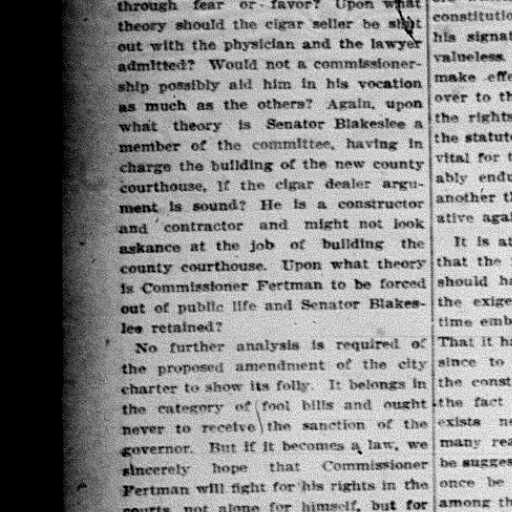 through fear or favor? Upon what
theory should the cigar seller be shut
out with the physician and the lawyer
admitted? Would not a commissioner-
ship possibly aid him in his vocation
as much as the others? Again, upon
what theory is Senator Blakeslee a
member of the committee, having in
charge the building of the new county
courthouse, if the cigar dealer argu-
ment is sound? He is a constructor
and contractor and might not look
askance at the job of building the
county courthouse. Upon what theory
is Commissioner Fertman to be forced
out of public life and Senator Blakes-
lee retained?
No further analysis is required of
the proposed amendment of the city
charter to show its folly. It belongs in
the category of fool bills and ought
never to receive the sanction of the
governor. But if it becomes a law, we
sincerely hope that Commissioner
Fertman will fight for his rights in the
courts, not alone for himself, but for
constitutio
his signat
valueless.
make effe
over to th
the rights
the statut
vital for t
ably endu
another t
ative agai
It is at
that the
should ha
the exige
time emb
That it h
since to
the const
the fact
exists ne
many rea
be sugges
once be
among th